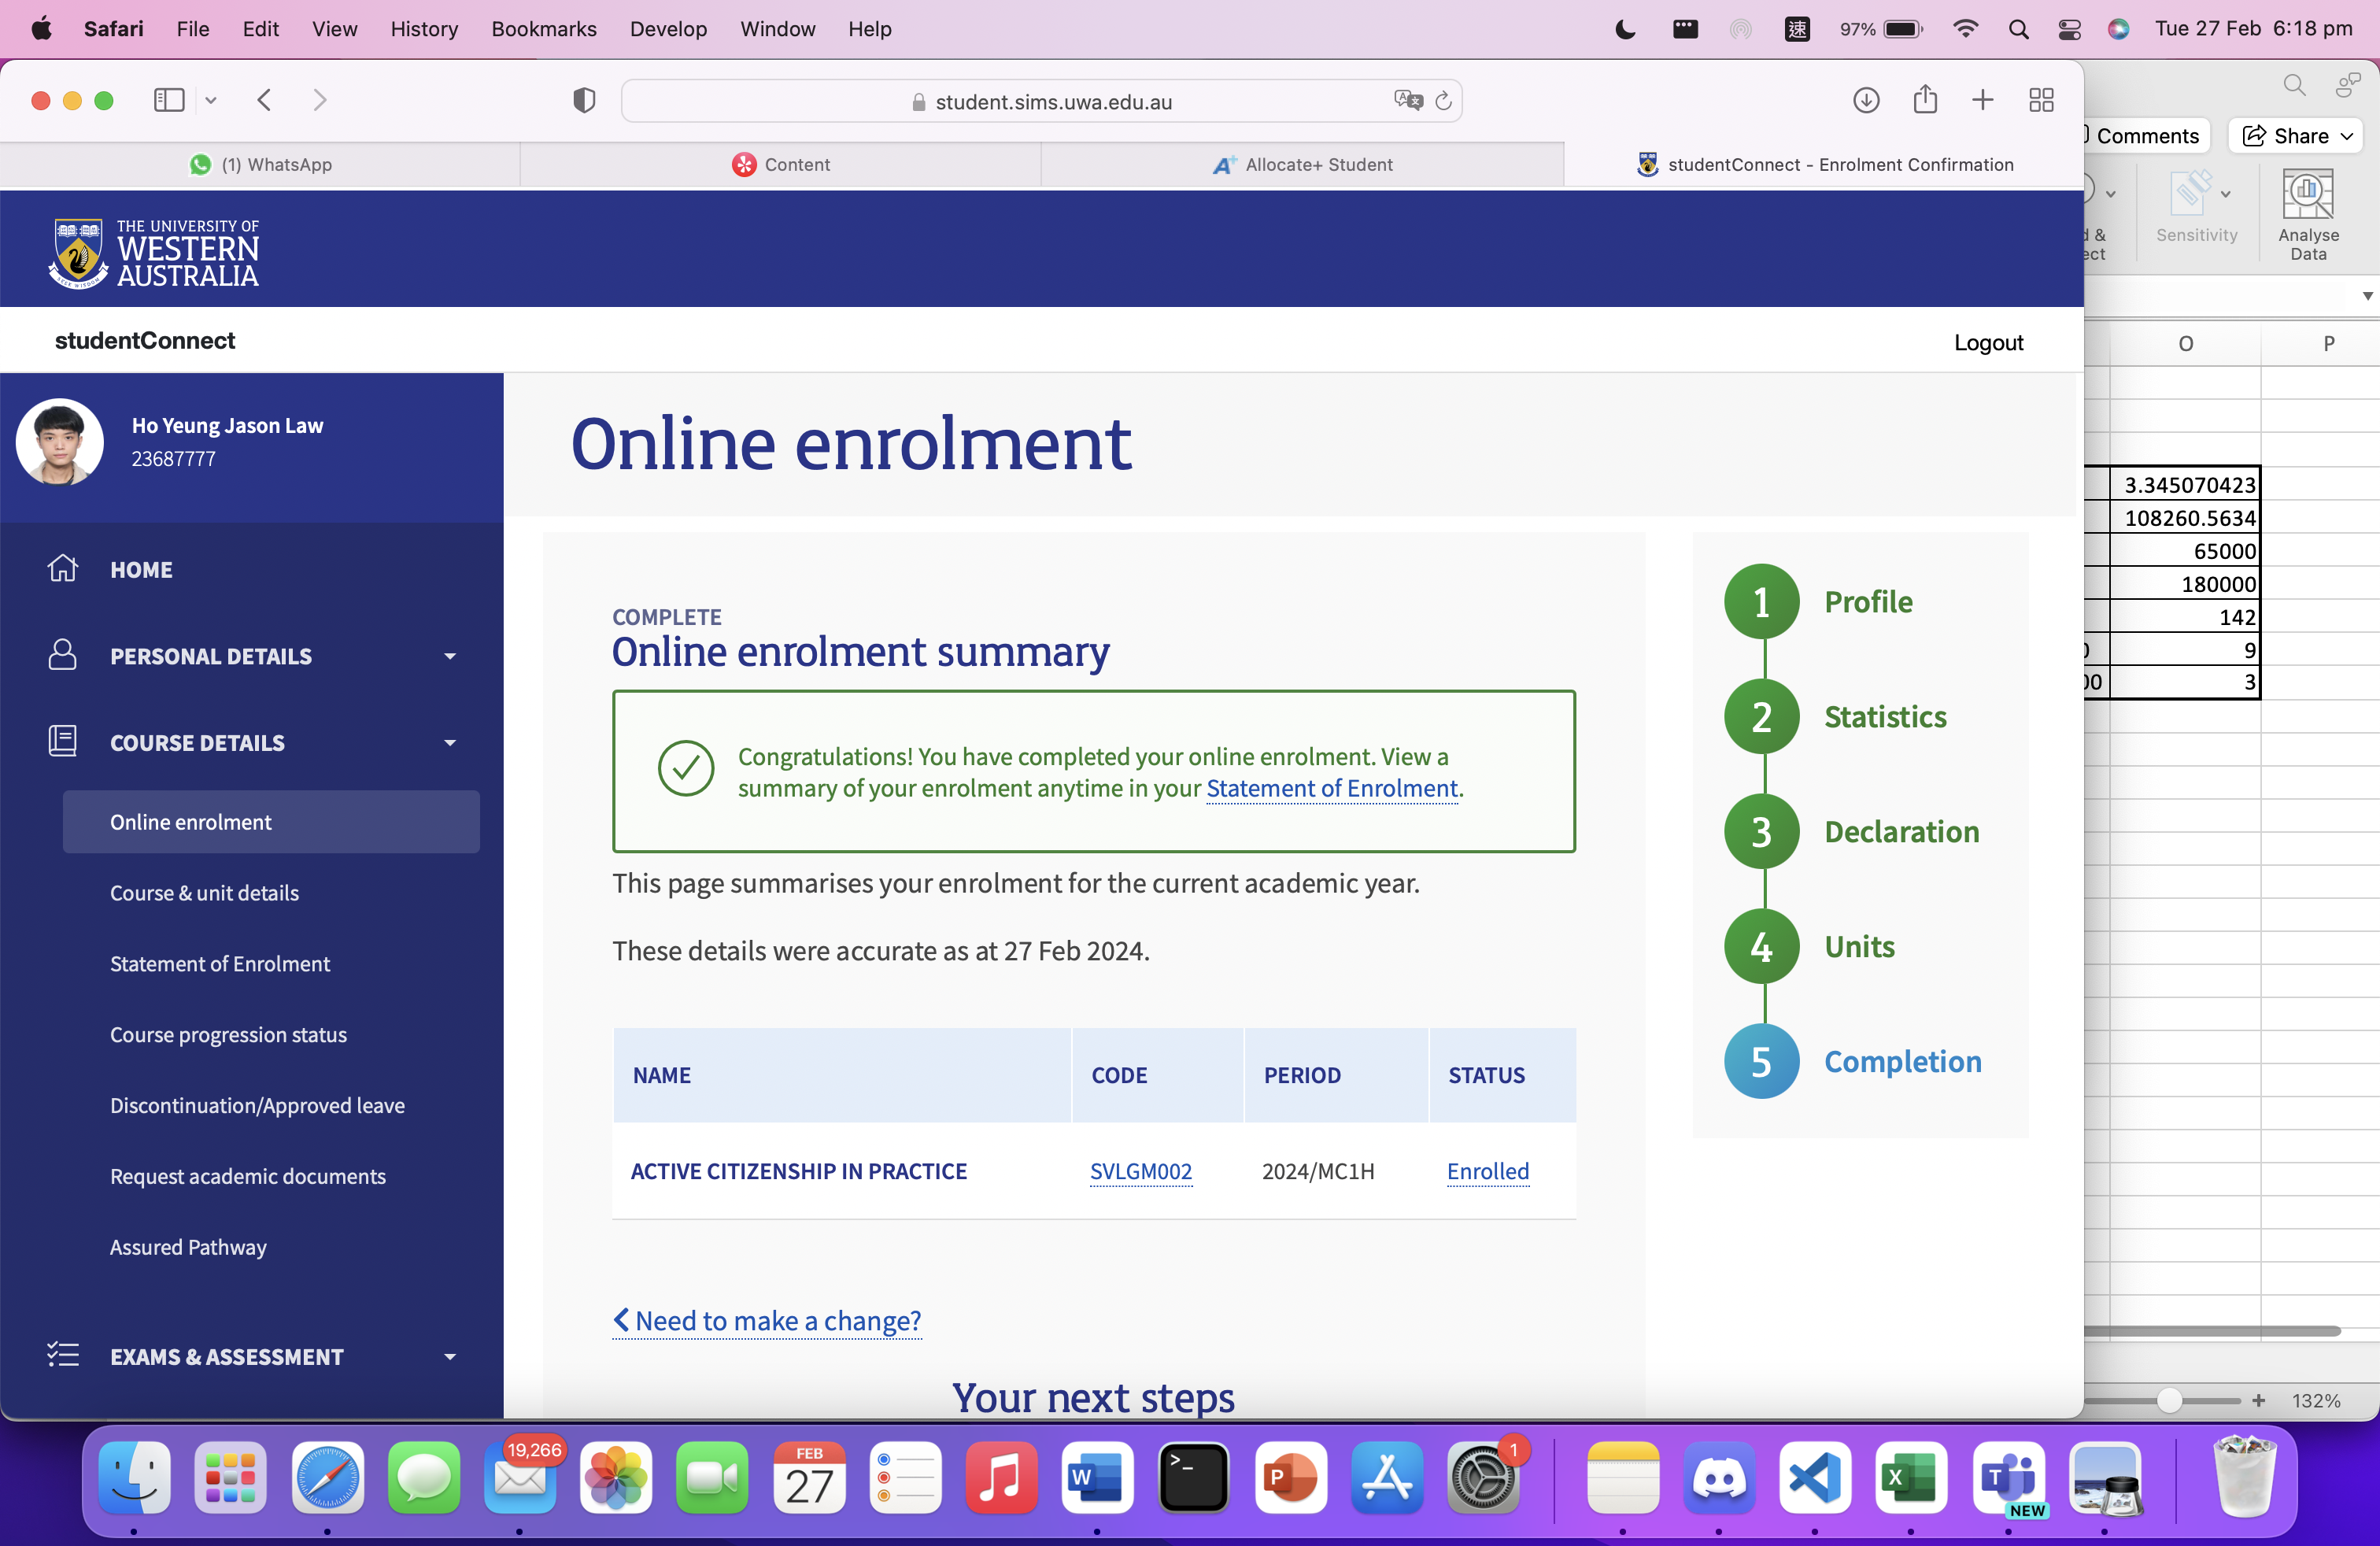 Safari File Edit View History Bookmarks Develop Window Help 速 97% Tue 27 Feb 6:18 pm
student.sims.uwa.edu.au
(1) WhatsApp Content Allocate+ Student studentConnect - Enrolment Confirmation
Comments Share
Sensitivity Analyse
Data
THE UNIVERSITY OF
WESTERN
AUSTRALIA
studentConnect Logout
O P
Ho Yeung Jason Law
23687777
Online enrolment
HOME
PERSONAL DETAILS
COURSE DETAILS
Online enrolment
Course & unit details
Statement of Enrolment
Course progression status
Discontinuation/Approved leave
Request academic documents
Assured Pathway
EXAMS & ASSESSMENT
COMPLETE
Online enrolment summary
Congratulations! You have completed your online enrolment. View a
summary of your enrolment anytime in your Statement of Enrolment.
This page summarises your enrolment for the current academic year.
These details were accurate as at 27 Feb 2024.
NAME CODE PERIOD STATUS
ACTIVE CITIZENSHIP IN PRACTICE SVLGM002 2024/MC1H Enrolled
Need to make a change?
Your next steps
1 Profile
2 Statistics
3 Declaration
4 Units
5 Completion
3.345070423
108260.5634
65000
180000
142
9
3
132%
19,266
FEB
27
W
>_
P
1
X
T
NEW